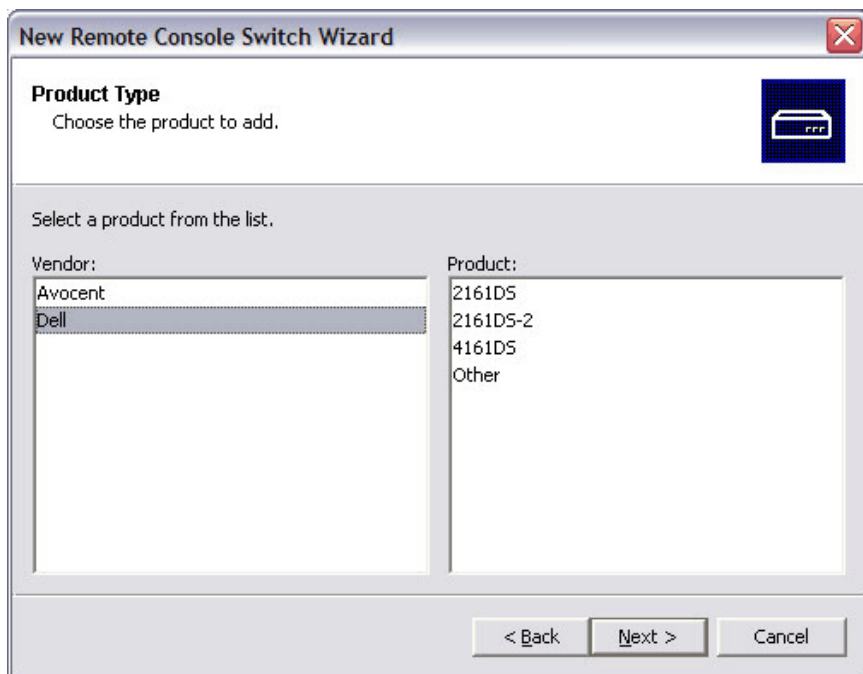 New Remote Console Switch Wizard
Product Type
Choose the product to add.
Select a product from the list.
Vendor:
Avocent
Dell
Product:
2161DS
2161DS-2
4161DS
Other
< Back
Next >
Cancel